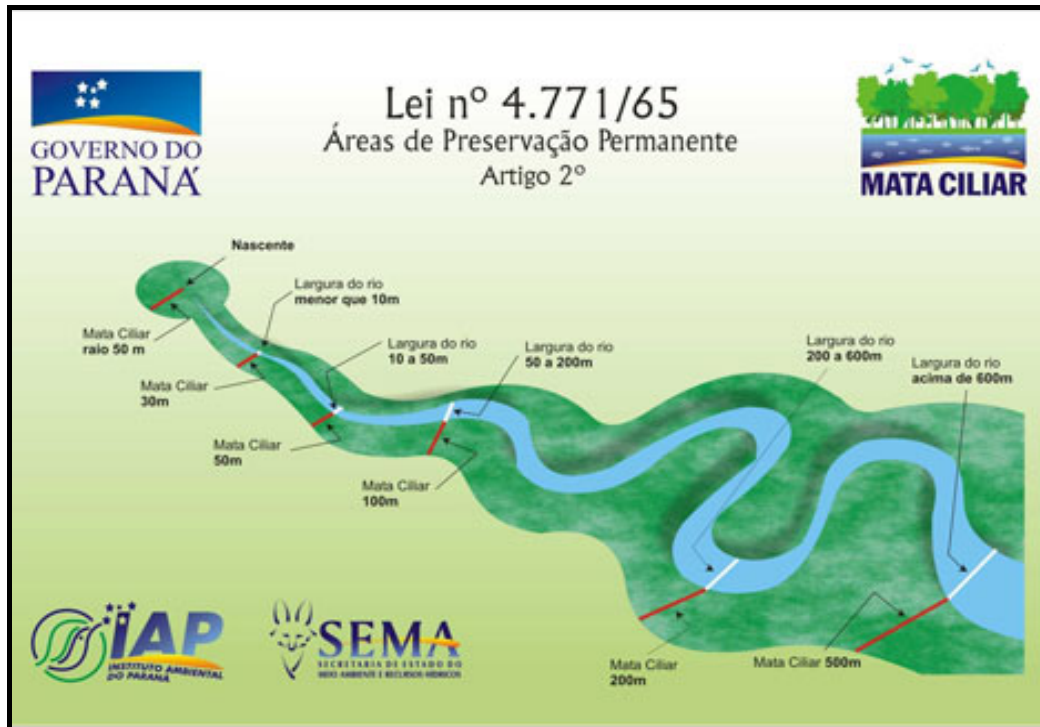 GOVERNO DO
PARANÁ
Lei nº 4.771/65
Áreas de Preservação Permanente
Artigo 2º
MATA CILIAR
Nascente
Largura do rio
menor que 10m
Mata Ciliar
raio 50 m
Largura do rio
10 a 50m
Largura do rio
50 a 200m
Largura do rio
200 a 600m
Largura do rio
acima de 600m
Mata Ciliar
30m
Mata Ciliar
50m
Mata Ciliar
100m
Mata Ciliar
200m
Mata Ciliar 500m
IAP
INSTITUTO AMBIENTAL
DO PARANÁ
SEMA
SECRETARIA DE ESTADO DO
MEIO AMBIENTE E RECURSOS HÍDRICOS